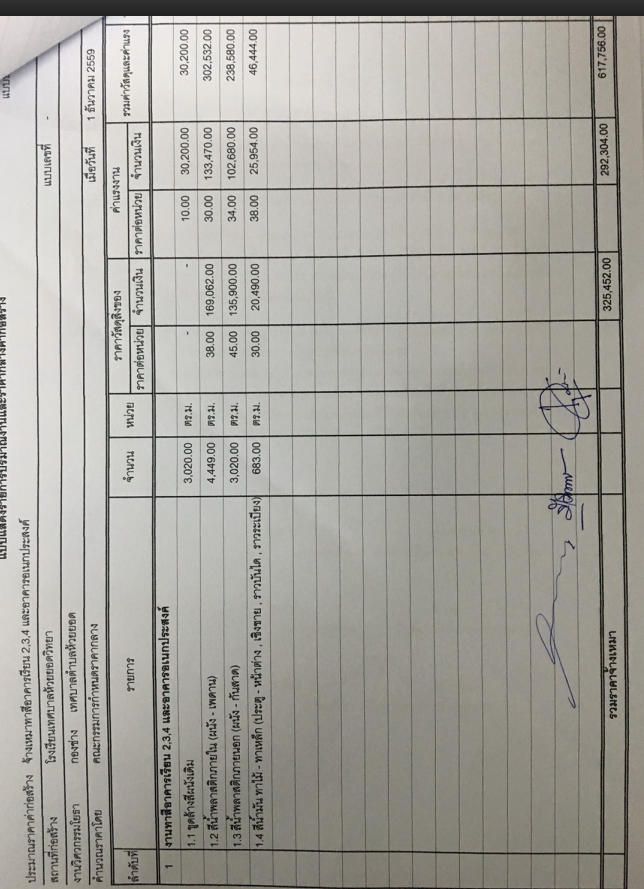 แบบแสดงรายการปริมาณงานและราคากลางค่าก่อสร้าง
ประมาณราคาค่าก่อสร้าง จ้างเหมาทาสีอาคารเรียน 2,3,4 และอาคารอเนกประสงค์
สถานที่ก่อสร้าง โรงเรียนเทศบาลห้วยยอดวิทยา แบบเลขที่ -
งานวิศวกรรมโยธา กองช่าง เทศบาลตำบลห้วยยอด
คำนวณราคาโดย คณะกรรมการกำหนดราคากลาง เมื่อวันที่ 1 ธันวาคม 2559
ลำดับที่ รายการ จำนวน หน่วย ราคาวัสดุสิ่งของ ค่าแรงงาน รวมค่าวัสดุและค่าแรง
ราคาต่อหน่วย จำนวนเงิน ราคาต่อหน่วย จำนวนเงิน
1 งานทาสีอาคารเรียน 2,3,4 และอาคารอเนกประสงค์
1.1 ขูดล้างสีผนังเดิม 3,020.00 ตร.ม. - - 10.00 30,200.00 30,200.00
1.2 สีน้ำพลาสติกภายใน (ผนัง - เพดาน) 4,449.00 ตร.ม. 38.00 169,062.00 30.00 133,470.00 302,532.00
1.3 สีน้ำพลาสติกภายนอก (ผนัง - กันสาด) 3,020.00 ตร.ม. 45.00 135,900.00 34.00 102,680.00 238,580.00
1.4 สีน้ำมัน ทาไม้ - ทาเหล็ก (ประตู - หน้าต่าง , เชิงชาย , ราวบันได , ราวระเบียง) 683.00 ตร.ม. 30.00 20,490.00 38.00 25,954.00 46,444.00
รวมราคาจ้างเหมา 325,452.00 292,304.00 617,756.00